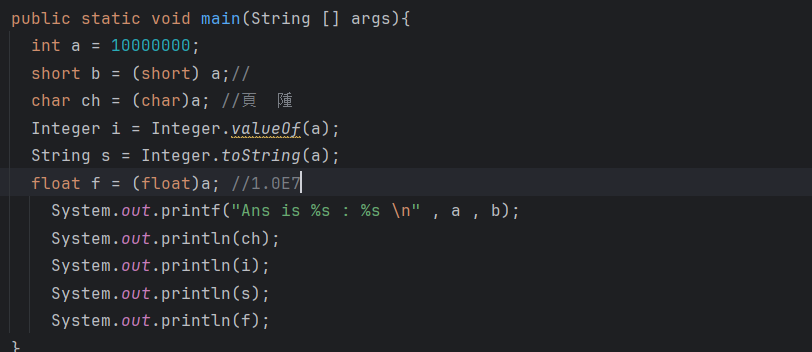 public static void main(String [] args){
int a = 10000000;
short b = (short) a;//
char ch = (char)a; //頁 隀
Integer i = Integer.valueOf(a);
String s = Integer.toString(a);
float f = (float)a; //1.0E7
System.out.printf("Ans is %s : %s \n" , a , b);
System.out.println(ch);
System.out.println(i);
System.out.println(s);
System.out.println(f);
}